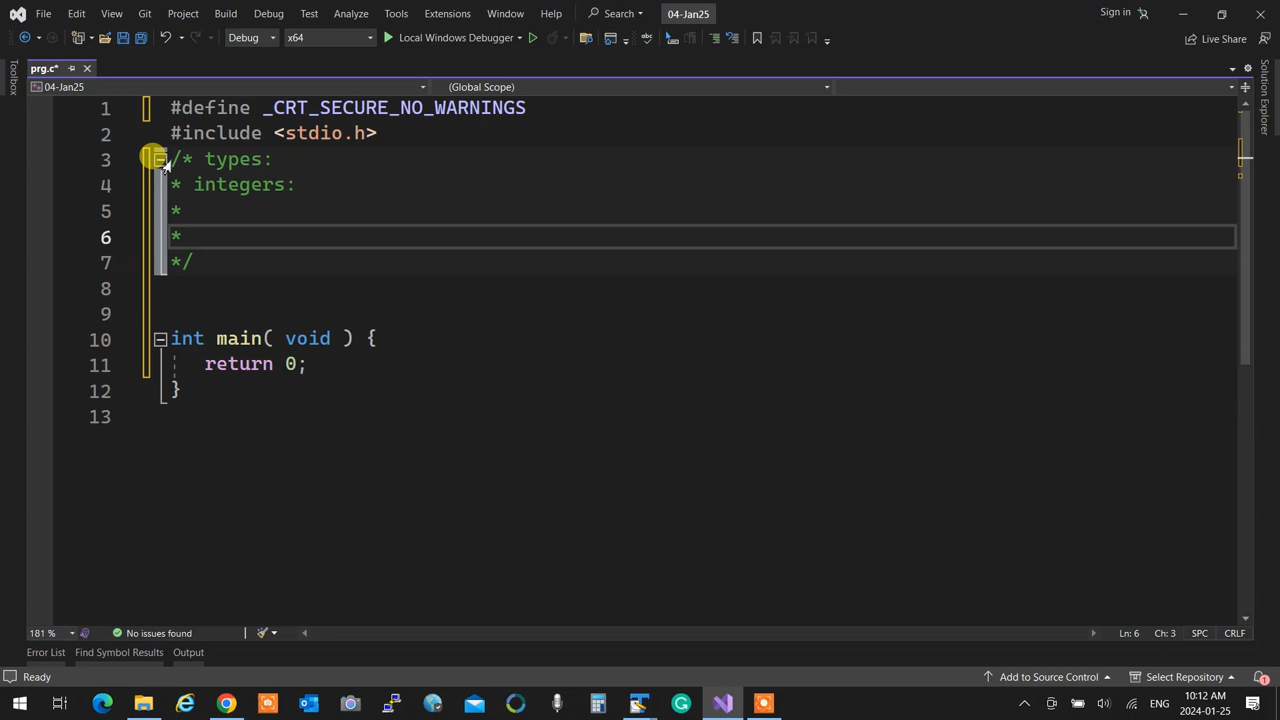 File Edit View Git Project Build Debug Test Analyze Tools Extensions Window Help Search 04-Jan25 Sign in
Debug x64 Local Windows Debugger Live Share
prg.c*
04-Jan25 (Global Scope)
Toolbox
Solution Explorer
1 #define _CRT_SECURE_NO_WARNINGS
2 #include <stdio.h>
3 /* types:
4 * integers:
5 *
6 *
7 */
8
9
10 int main( void ) {
11 return 0;
12 }
13
181 % No issues found Ln: 6 Ch: 3 SPC CRLF
Error List Find Symbol Results Output
Ready Add to Source Control Select Repository 1
ENG 10:12 AM
2024-01-25